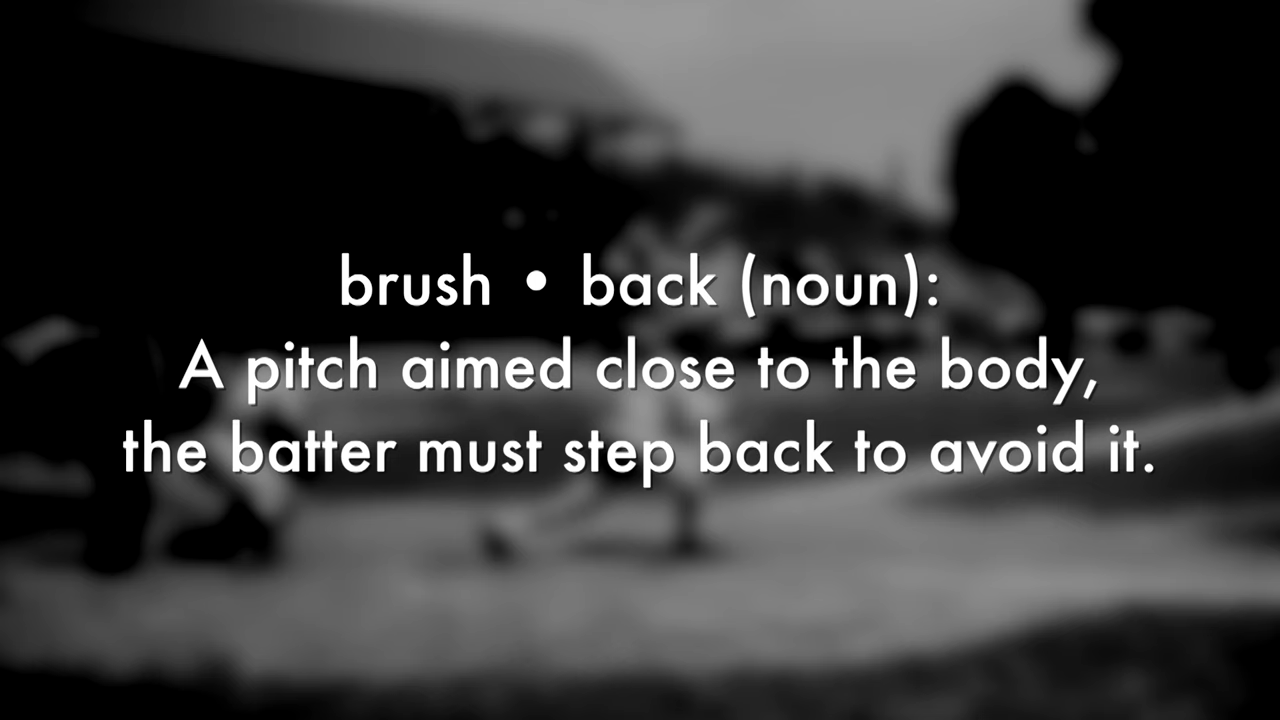 brush • back (noun):
A pitch aimed close to the body,
the batter must step back to avoid it.